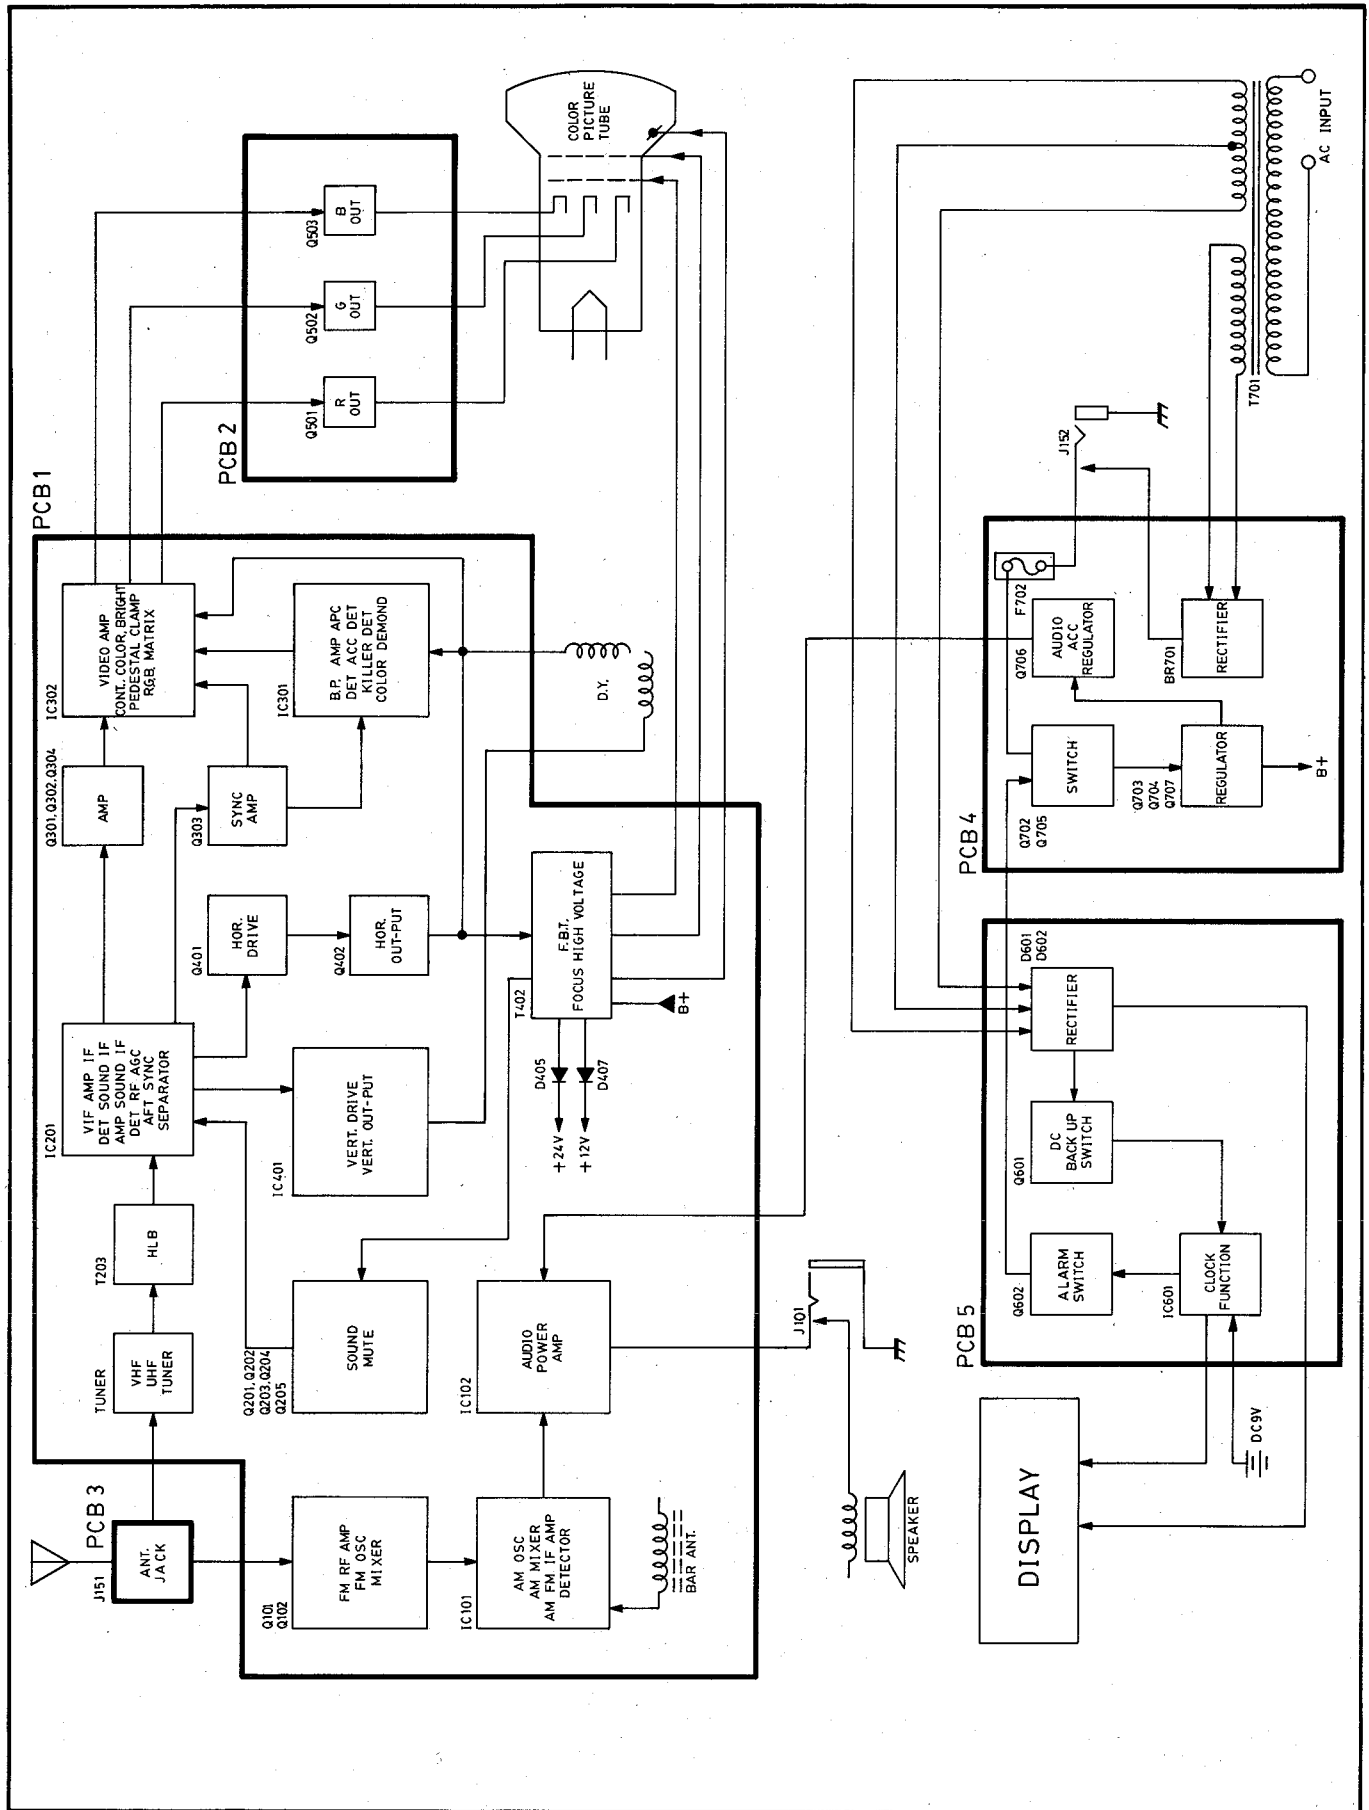 PCB 3
J151
ANT.
JACK
TUNER
VHF
UHF
TUNER
T203
HLB
IC201
VIF AMP IF
DET SOUND IF
AMP SOUND IF
DET RF AGC
AFT SYNC
SEPARATOR
Q301, Q302, Q304
AMP
IC302
VIDEO AMP
CONT., COLOR, BRIGHT
PEDESTAL CLAMP
RGB, MATRIX
PCB1
Q303
SYNC
AMP
IC301
B.P. AMP APC
DET ACC DET
KILLER DET
COLOR DEMOND
Q401
HOR.
DRIVE
Q402
HOR.
OUT-PUT
IC401
VERT. DRIVE
VERT. OUT-PUT
Q201, Q202
Q203, Q204
Q205
SOUND
MUTE
Q101
Q102
FM RF AMP
FM OSC
MIXER
IC101
AM OSC
AM MIXER
AM FM IF AMP
DETECTOR
BAR ANT.
IC102
AUDIO
POWER
AMP
T402
F.B.T.
FOCUS HIGH VOLTAGE
D405
D407
+24V
+12V
B+
D.Y.
PCB 2
Q501
R
OUT
Q502
G
OUT
Q503
B
OUT
COLOR
PICTURE
TUBE
J101
SPEAKER
DISPLAY
DC9V
PCB 5
Q602
ALARM
SWITCH
IC601
CLOCK
FUNCTION
Q601
DC
BACK UP
SWITCH
D601
D602
RECTIFIER
PCB 4
Q702
Q705
SWITCH
Q703
Q704
Q707
REGULATOR
B+
Q706
AUDIO
ACC
REGULATOR
F702
BR701
RECTIFIER
J152
T701
AC INPUT